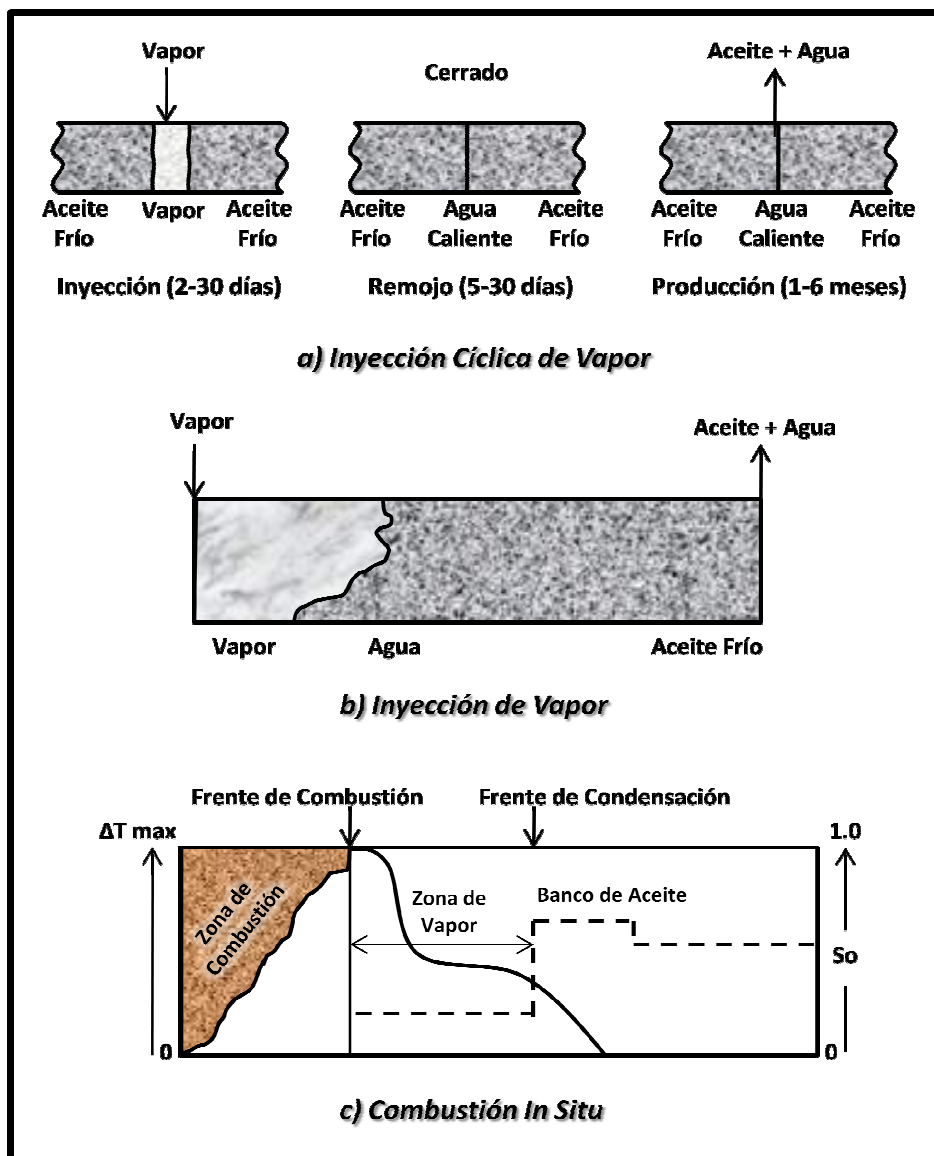 Vapor
Cerrado
Aceite + Agua
Aceite Frío
Vapor
Aceite Frío
Aceite Frío
Agua Caliente
Aceite Frío
Aceite Frío
Agua Caliente
Aceite Frío
Inyección (2-30 días)
Remojo (5-30 días)
Producción (1-6 meses)
a) Inyección Cíclica de Vapor
Vapor
Aceite + Agua
Vapor
Agua
Aceite Frío
b) Inyección de Vapor
Frente de Combustión
Frente de Condensación
ΔT max
1.0
Zona de
Combustión
Zona de
Vapor
Banco de Aceite
So
0
0
c) Combustión In Situ